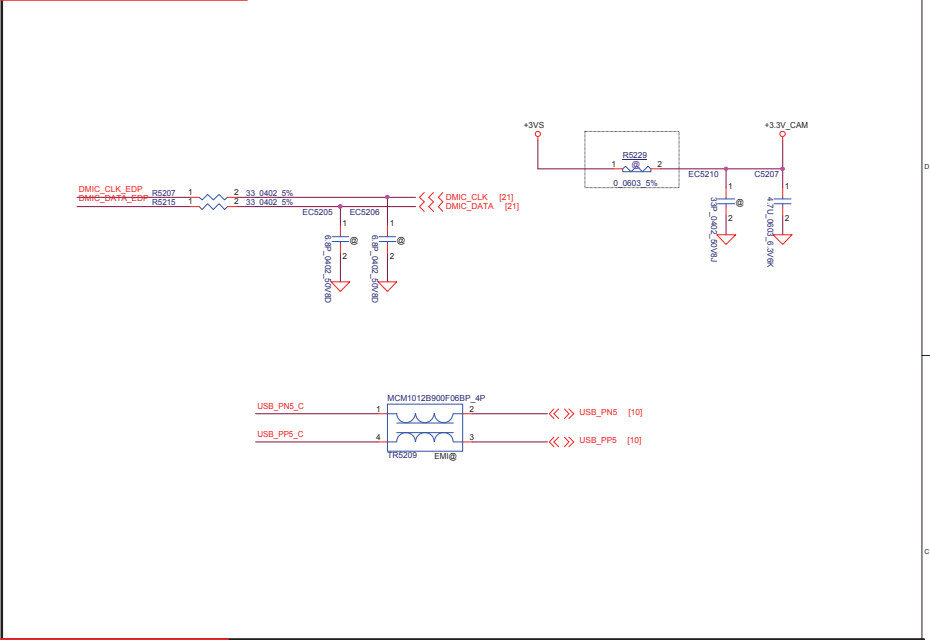 +3VS
+3.3V_CAM
R5229
1 @ 2
0_0603_5%
EC5210
C5207
1
1
33P_0402_50V8J
@
4.7U_0603_6.3V6K
2
2
D
DMIC_CLK_EDP
R5207 1 2 33_0402_5%
DMIC_CLK [21]
DMIC_DATA_EDP
R5215 1 2 33_0402_5%
DMIC_DATA [21]
EC5205
EC5206
1
1
6.8P_0402_50V8D
@
6.8P_0402_50V8D
@
2
2
MCM1012B900F06BP_4P
USB_PN5_C
1 2
USB_PN5 [10]
USB_PP5_C
4 3
USB_PP5 [10]
TR5209 EMI@
C